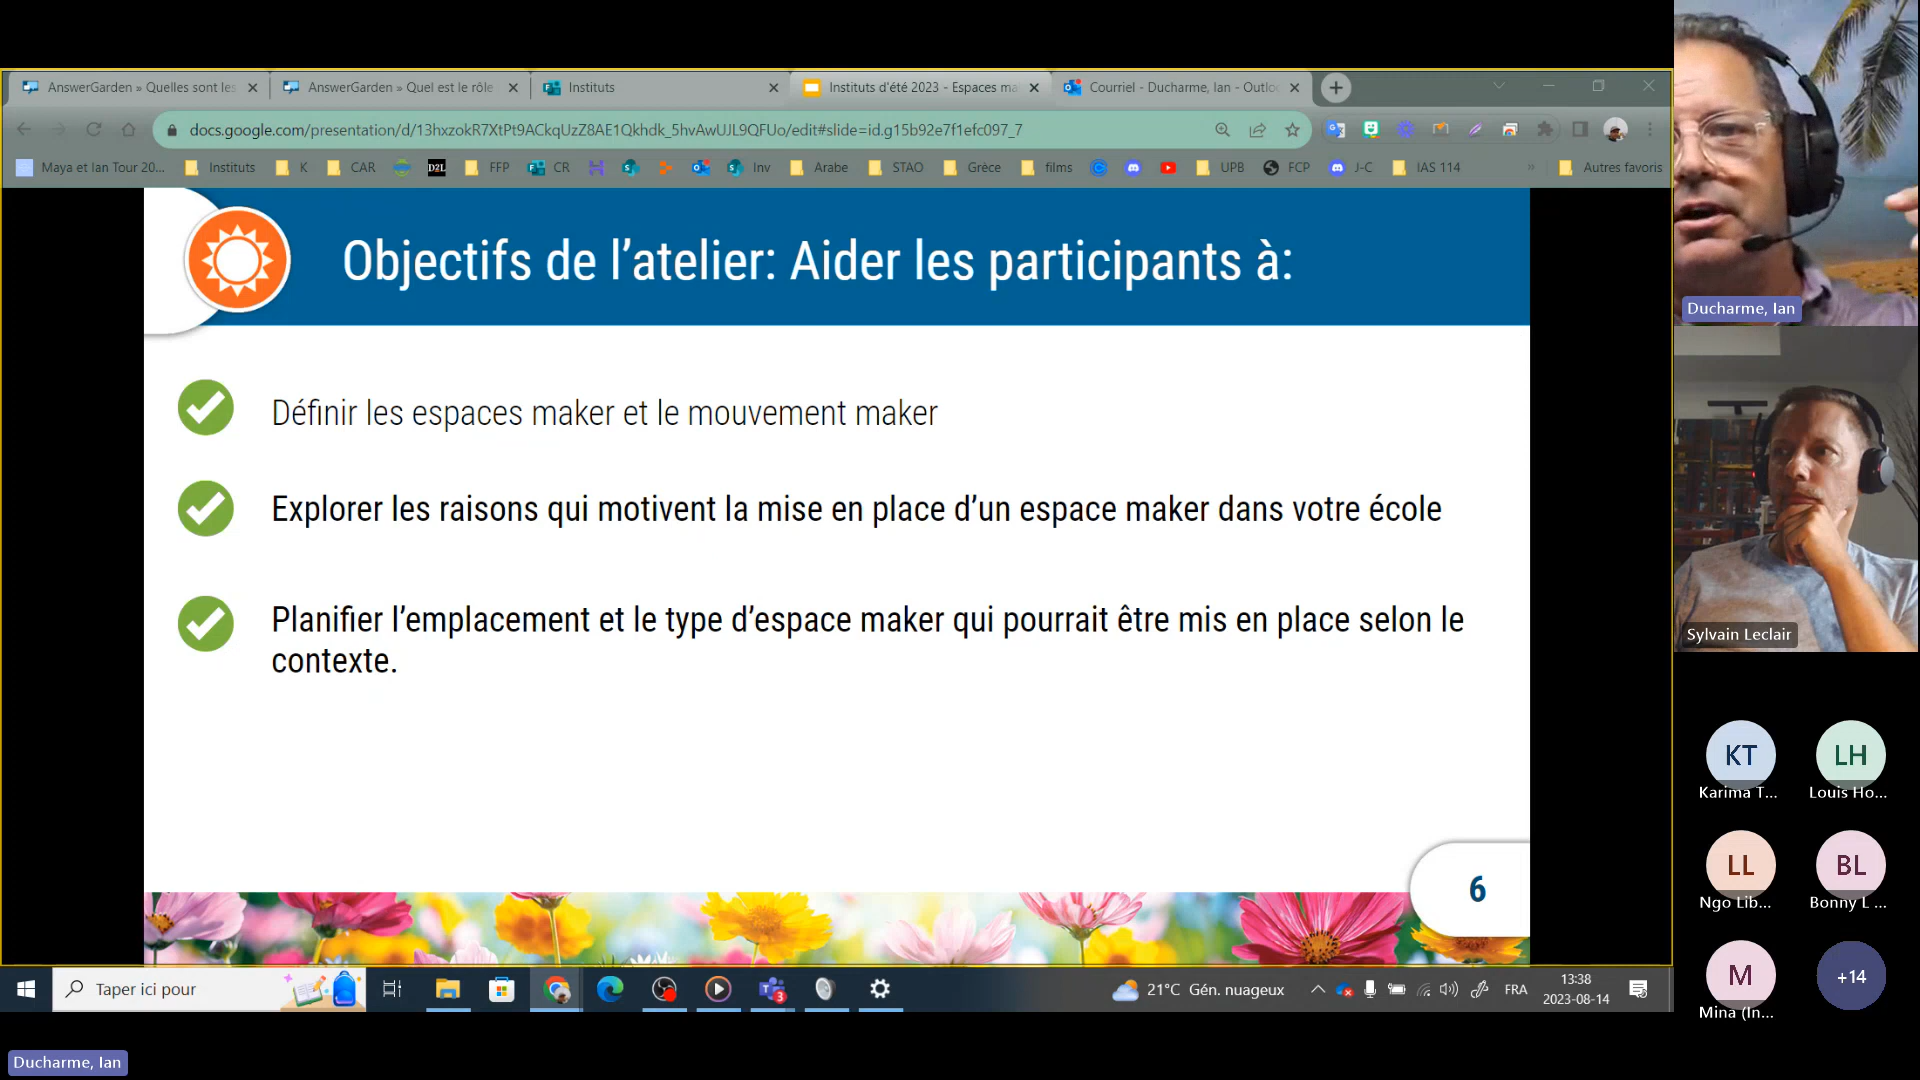 AnswerGarden » Quelles sont les
AnswerGarden » Quel est le rôle
Instituts
Instituts d'été 2023 - Espaces ma
Courriel - Ducharme, Ian - Outloo
docs.google.com/presentation/d/13hxzokR7XtPt9ACkqUzZ8AE1Qkhdk_5hvAwUJL9QFUo/edit#slide=id.g15b92e7f1efc097_7
Maya et Ian Tour 20...
Instituts
K
CAR
D2L
FFP
CR
Inv
Arabe
STAO
Grèce
films
UPB
FCP
J-C
IAS 114
»
Autres favoris
Objectifs de l'atelier: Aider les participants à:
Définir les espaces maker et le mouvement maker
Explorer les raisons qui motivent la mise en place d'un espace maker dans votre école
Planifier l'emplacement et le type d'espace maker qui pourrait être mis en place selon le
contexte.
6
Ducharme, Ian
Sylvain Leclair
KT
LH
Karima T...
Louis Ho...
LL
BL
Ngo Lib...
Bonny L ...
M
+14
Mina (In...
Taper ici pour
3
21°C Gén. nuageux
FRA
13:38
2023-08-14
Ducharme, Ian